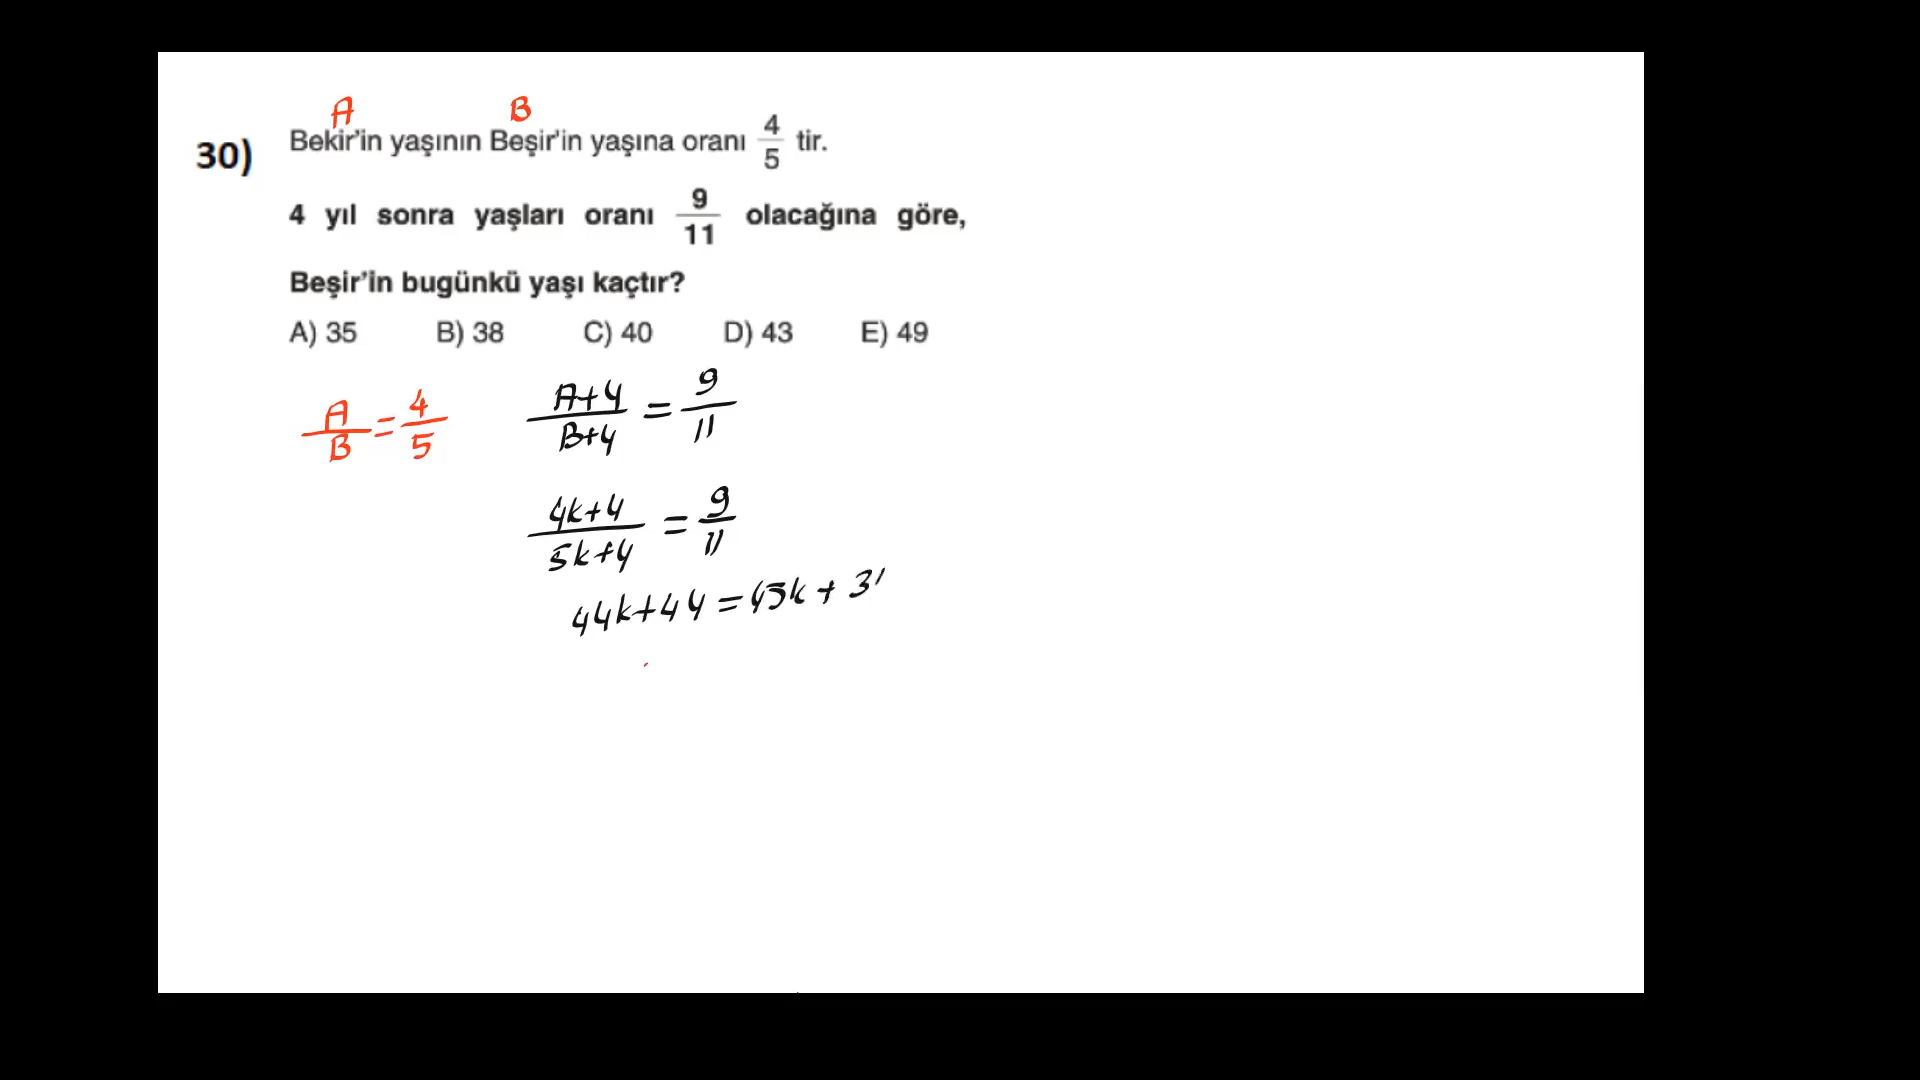 A B
30) Bekir'in yaşının Beşir'in yaşına oranı 4/5 tir.
4 yıl sonra yaşları oranı 9/11 olacağına göre,
Beşir'in bugünkü yaşı kaçtır?
A) 35 B) 38 C) 40 D) 43 E) 49
A/B = 4/5 A+4/B+4 = 9/11
4k+4/5k+4 = 9/11
44k+44 = 45k + 3